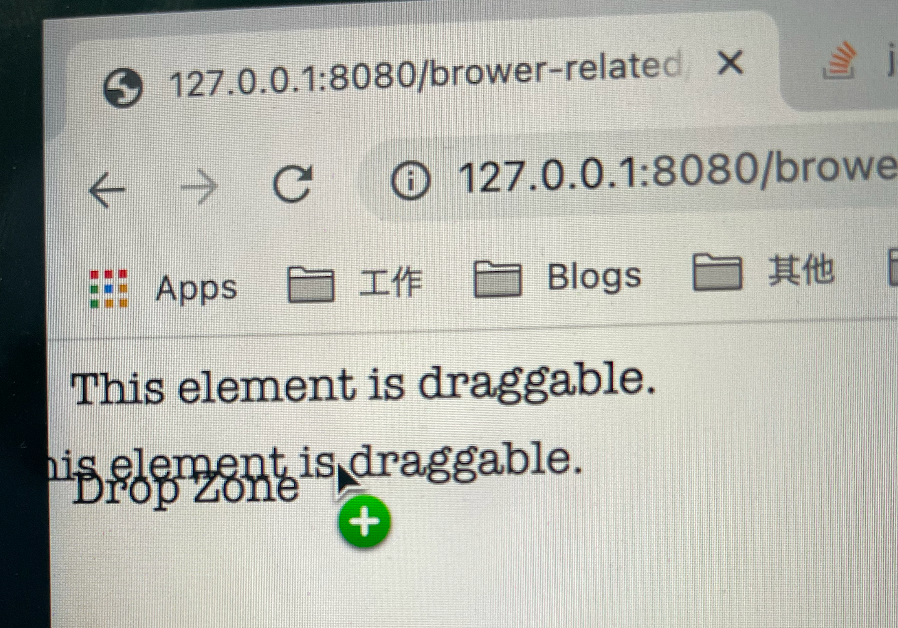 127.0.0.1:8080/brower-related
127.0.0.1:8080/browe
Apps 工作 Blogs 其他
This element is draggable.
his element is draggable.
Drop Zone